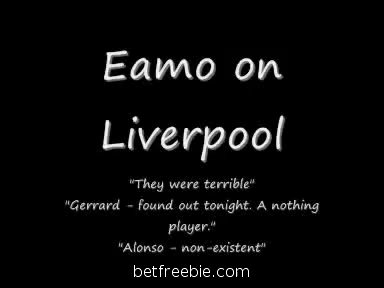 Eamo on
Liverpool
"They were terrible"
"Gerrard - found out tonight. A nothing
player."
"Alonso - non-existent"
betfreebie.com